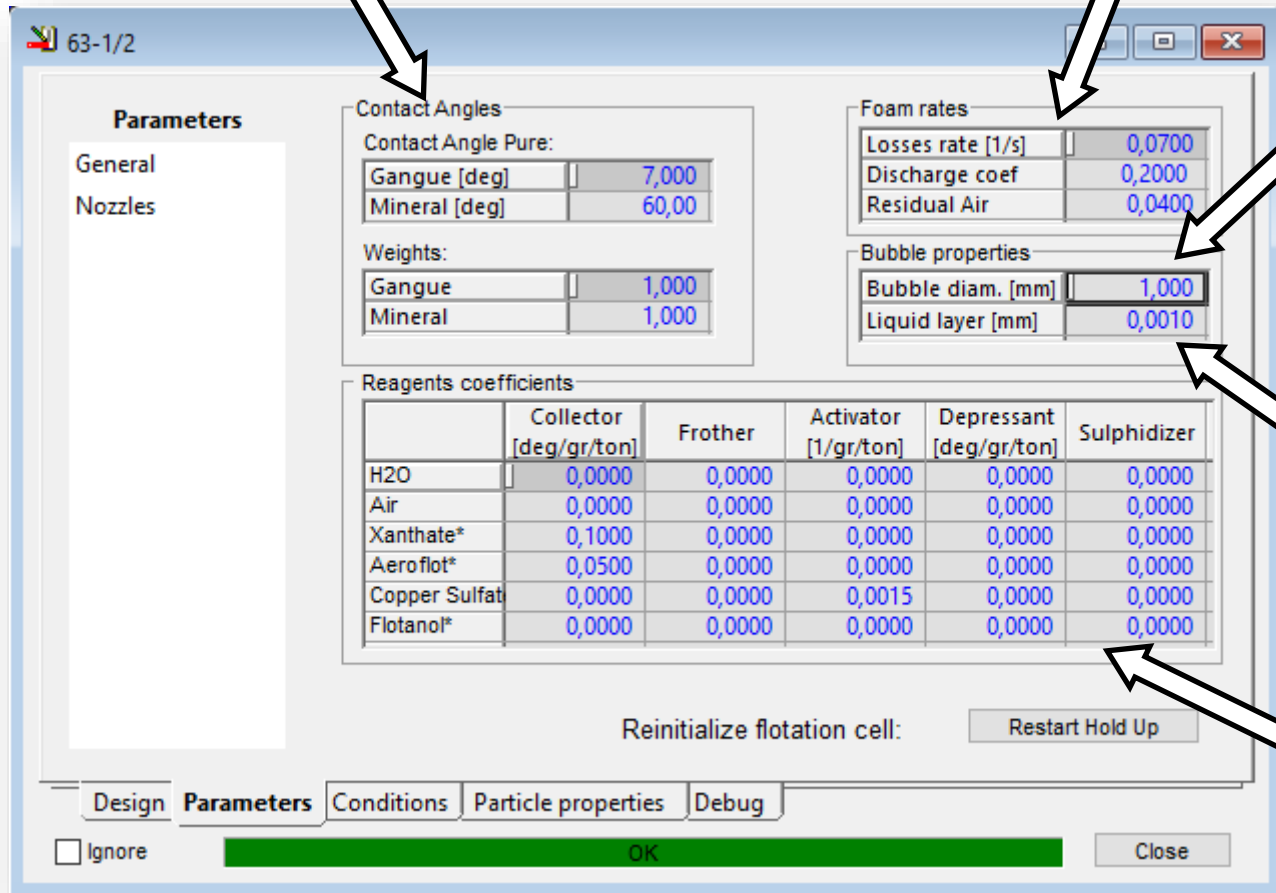 63-1/2
Parameters
General
Nozzles
Contact Angles
Contact Angle Pure:
Gangue [deg] 7,000
Mineral [deg] 60,00
Weights:
Gangue 1,000
Mineral 1,000
Foam rates
Losses rate [1/s] 0,0700
Discharge coef 0,2000
Residual Air 0,0400
Bubble properties
Bubble diam. [mm] 1,000
Liquid layer [mm] 0,0010
Reagents coefficients
Collector [deg/gr/ton] Frother Activator [1/gr/ton] Depressant [deg/gr/ton] Sulphidizer
H2O 0,0000 0,0000 0,0000 0,0000 0,0000
Air 0,0000 0,0000 0,0000 0,0000 0,0000
Xanthate* 0,1000 0,0000 0,0000 0,0000 0,0000
Aeroflot* 0,0500 0,0000 0,0000 0,0000 0,0000
Copper Sulfat 0,0000 0,0000 0,0015 0,0000 0,0000
Flotanol* 0,0000 0,0000 0,0000 0,0000 0,0000
Reinitialize flotation cell: Restart Hold Up
Design Parameters Conditions Particle properties Debug
Ignore OK Close